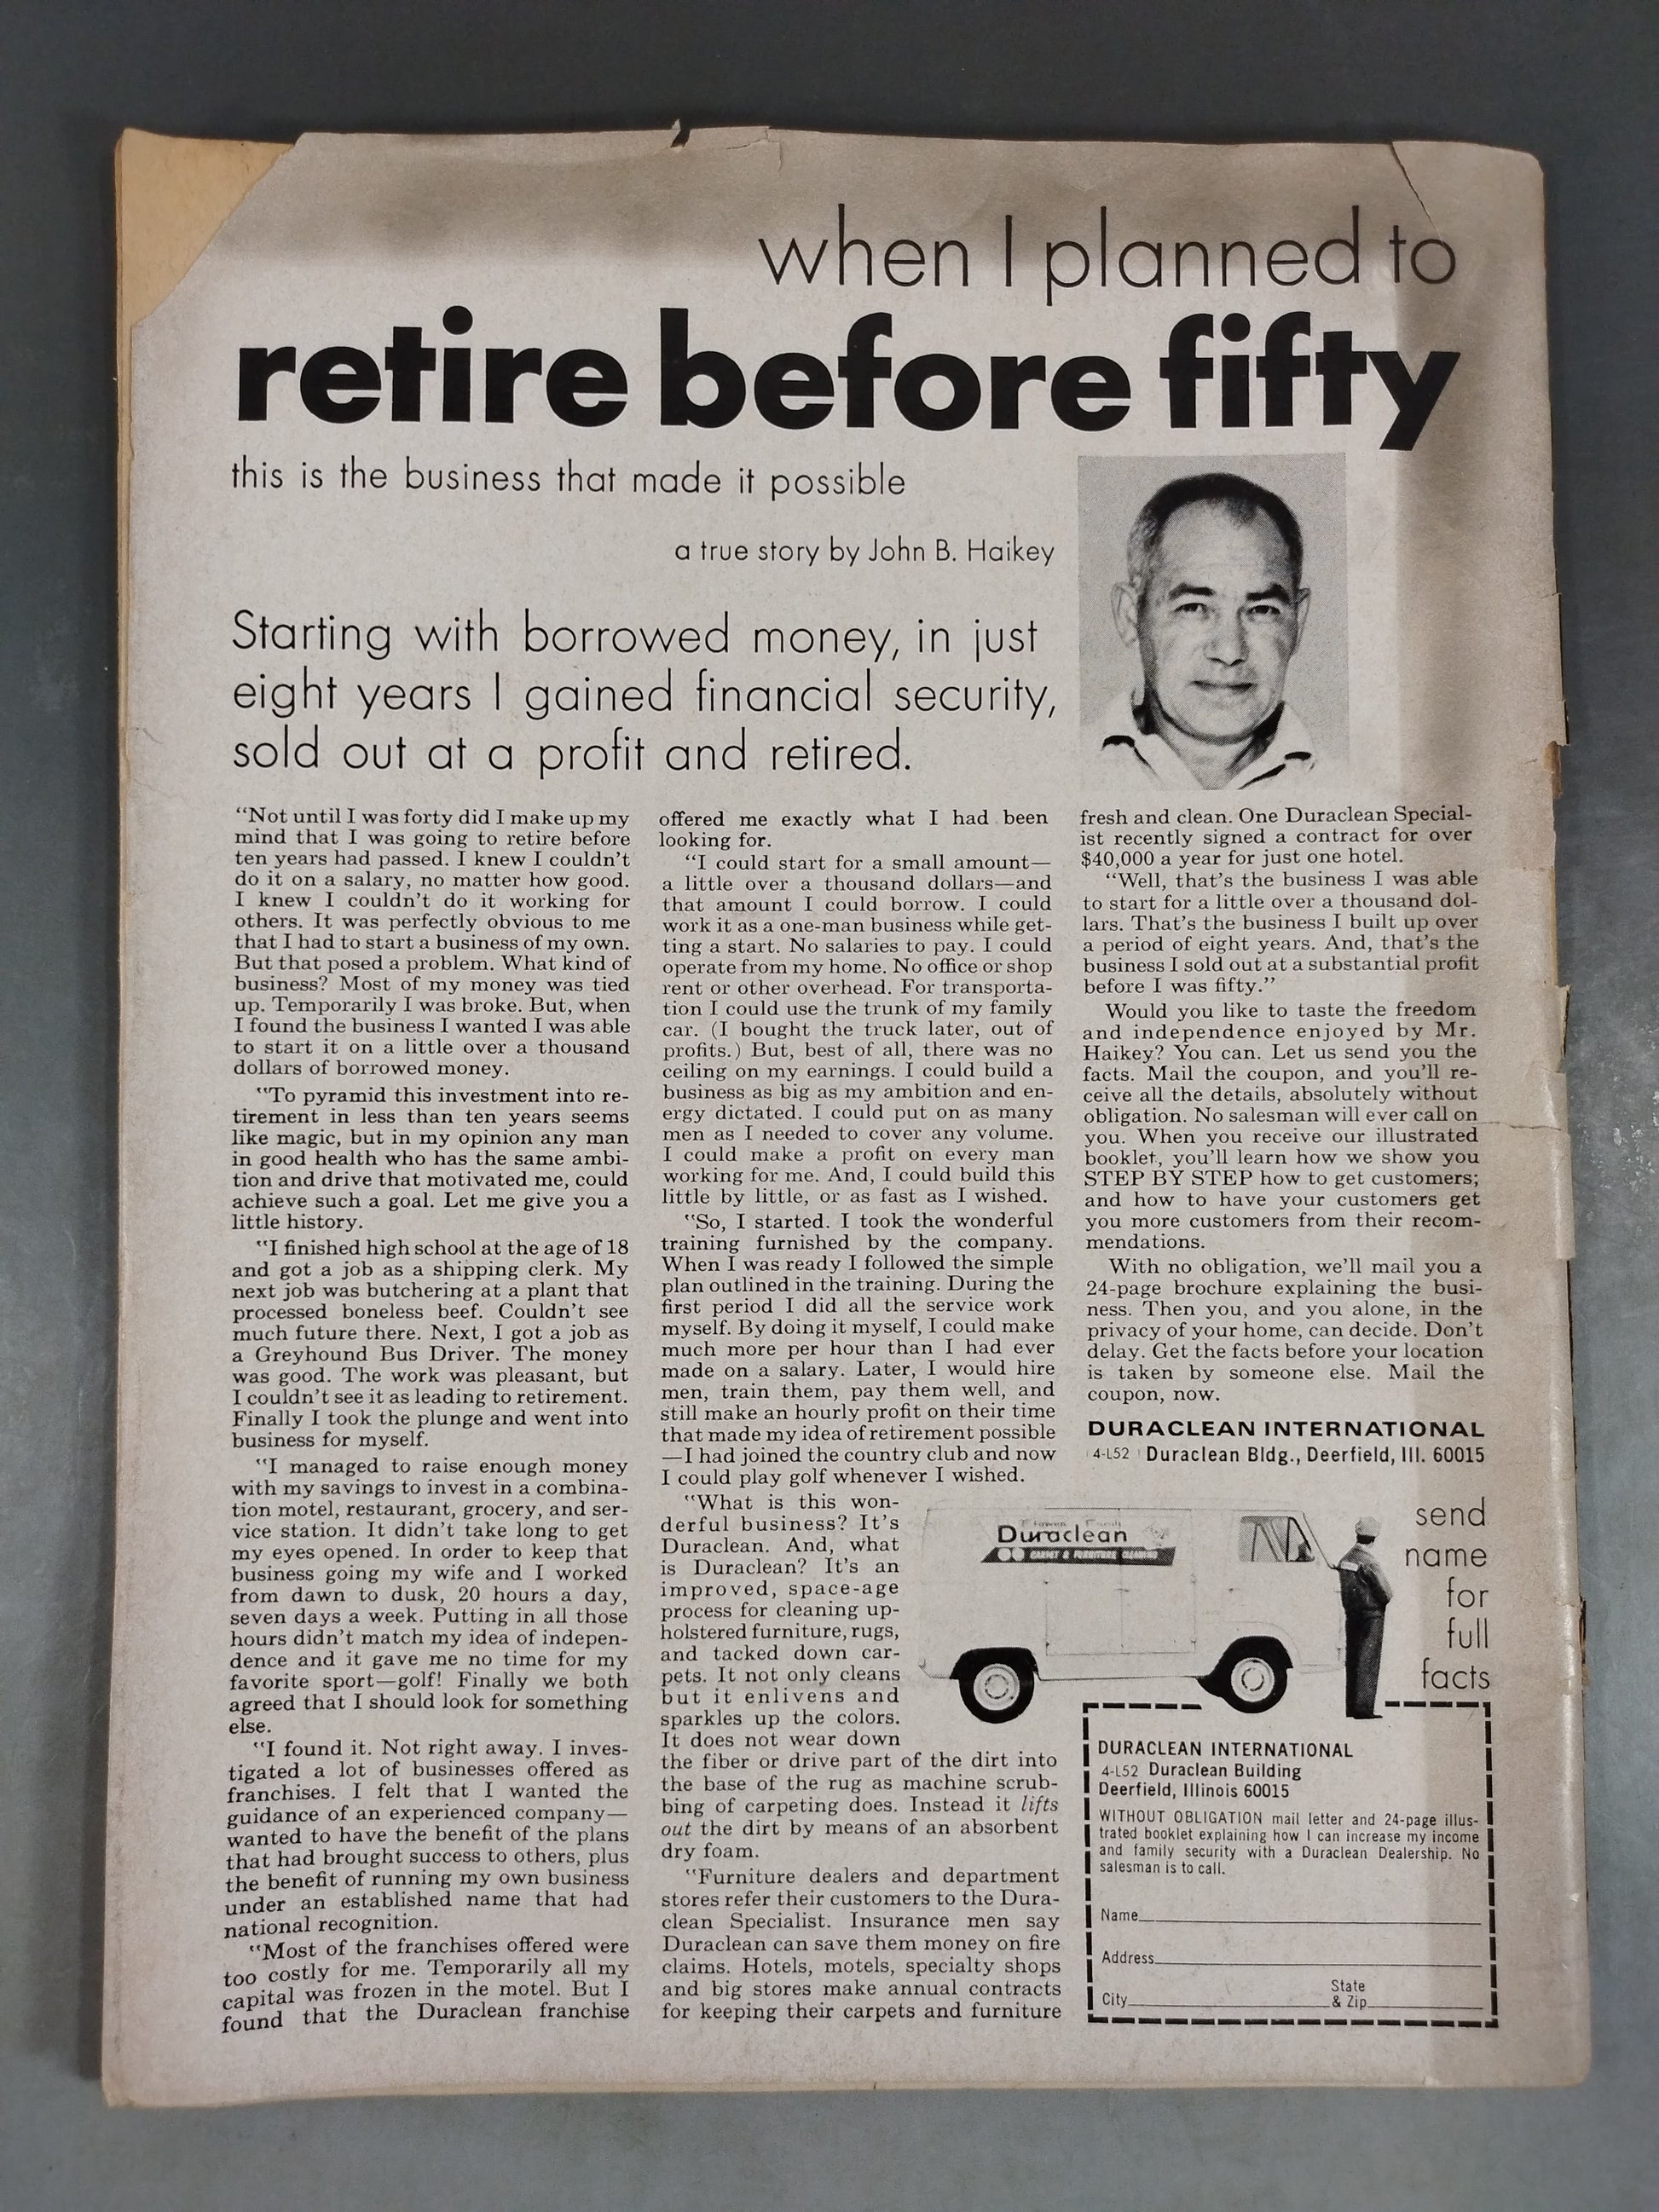 when I planned to
retire before fifty
this is the business that made it possible
a true story by John B. Haikey
Starting with borrowed money, in just
eight years I gained financial security,
sold out at a profit and retired.
"Not until I was forty did I make up my
mind that I was going to retire before
ten years had passed. I knew I couldn't
do it on a salary, no matter how good.
I knew I couldn't do it working for
others. It was perfectly obvious to me
that I had to start a business of my own.
But that posed a problem. What kind of
business? Most of my money was tied
up. Temporarily I was broke. But, when
I found the business I wanted I was able
to start it on a little over a thousand
dollars of borrowed money.
"To pyramid this investment into re-
tirement in less than ten years seems
like magic, but in my opinion any man
in good health who has the same ambi-
tion and drive that motivated me, could
achieve such a goal. Let me give you a
little history.
"I finished high school at the age of 18
and got a job as a shipping clerk. My
next job was butchering at a plant that
processed boneless beef. Couldn't see
much future there. Next, I got a job as
a Greyhound Bus Driver. The money
was good. The work was pleasant, but
I couldn't see it as leading to retirement.
Finally I took the plunge and went into
business for myself.
"I managed to raise enough money
with my savings to invest in a combina-
tion motel, restaurant, grocery, and ser-
vice station. It didn't take long to get
my eyes opened. In order to keep that
business going my wife and I worked
from dawn to dusk, 20 hours a day,
seven days a week. Putting in all those
hours didn't match my idea of indepen-
dence and it gave me no time for my
favorite sport—golf! Finally we both
agreed that I should look for something
else.
"I found it. Not right away. I inves-
tigated a lot of businesses offered as
franchises. I felt that I wanted the
guidance of an experienced company—
wanted to have the benefit of the plans
that had brought success to others, plus
the benefit of running my own business
under an established name that had
national recognition.
"Most of the franchises offered were
too costly for me. Temporarily all my
capital was frozen in the motel. But I
found that the Duraclean franchise
offered me exactly what I had been
looking for.
"I could start for a small amount—
a little over a thousand dollars—and
that amount I could borrow. I could
work it as a one-man business while get-
ting a start. No salaries to pay. I could
operate from my home. No office or shop
rent or other overhead. For transporta-
tion I could use the trunk of my family
car. (I bought the truck later, out of
profits.) But, best of all, there was no
ceiling on my earnings. I could build a
business as big as my ambition and en-
ergy dictated. I could put on as many
men as I needed to cover any volume.
I could make a profit on every man
working for me. And, I could build this
little by little, or as fast as I wished.
"So, I started. I took the wonderful
training furnished by the company.
When I was ready I followed the simple
plan outlined in the training. During the
first period I did all the service work
myself. By doing it myself, I could make
much more per hour than I had ever
made on a salary. Later, I would hire
men, train them, pay them well, and
still make an hourly profit on their time
that made my idea of retirement possible
—I had joined the country club and now
I could play golf whenever I wished.
"What is this won-
derful business? It's
Duraclean. And, what
is Duraclean? It's an
improved, space-age
process for cleaning up-
holstered furniture, rugs,
and tacked down car-
pets. It not only cleans
but it enlivens and
sparkles up the colors.
It does not wear down
the fiber or drive part of the dirt into
the base of the rug as machine scrub-
bing of carpeting does. Instead it lifts
out the dirt by means of an absorbent
dry foam.
"Furniture dealers and department
stores refer their customers to the Dura-
clean Specialist. Insurance men say
Duraclean can save them money on fire
claims. Hotels, motels, specialty shops
and big stores make annual contracts
for keeping their carpets and furniture
fresh and clean. One Duraclean Special-
ist recently signed a contract for over
$40,000 a year for just one hotel.
"Well, that's the business I was able
to start for a little over a thousand dol-
lars. That's the business I built up over
a period of eight years. And, that's the
business I sold out at a substantial profit
before I was fifty."
Would you like to taste the freedom
and independence enjoyed by Mr.
Haikey? You can. Let us send you the
facts. Mail the coupon, and you'll re-
ceive all the details, absolutely without
obligation. No salesman will ever call on
you. When you receive our illustrated
booklet, you'll learn how we show you
STEP BY STEP how to get customers;
and how to have your customers get
you more customers from their recom-
mendations.
With no obligation, we'll mail you a
24-page brochure explaining the busi-
ness. Then you, and you alone, in the
privacy of your home, can decide. Don't
delay. Get the facts before your location
is taken by someone else. Mail the
coupon, now.
DURACLEAN INTERNATIONAL
4-L52 Duraclean Bldg., Deerfield, Ill. 60015
Duraclean
CARPET & FURNITURE CLEANING
send
name
for
full
facts
DURACLEAN INTERNATIONAL
4-L52 Duraclean Building
Deerfield, Illinois 60015
WITHOUT OBLIGATION mail letter and 24-page illus-
trated booklet explaining how I can increase my income
and family security with a Duraclean Dealership. No
salesman is to call.
Name
Address
City State & Zip